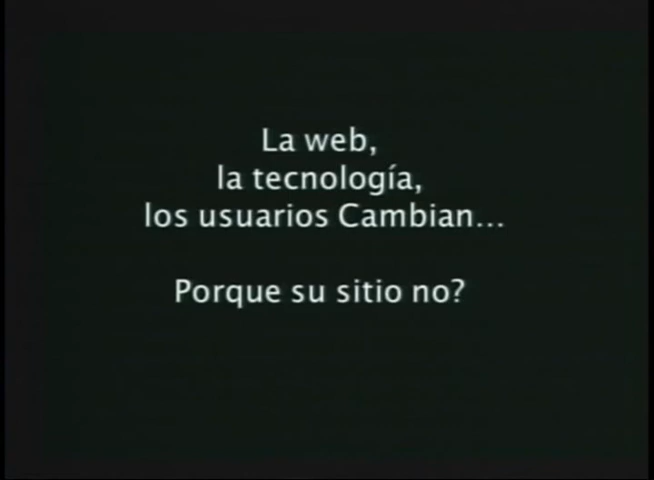 La web,
la tecnología,
los usuarios Cambian...
Porque su sitio no?